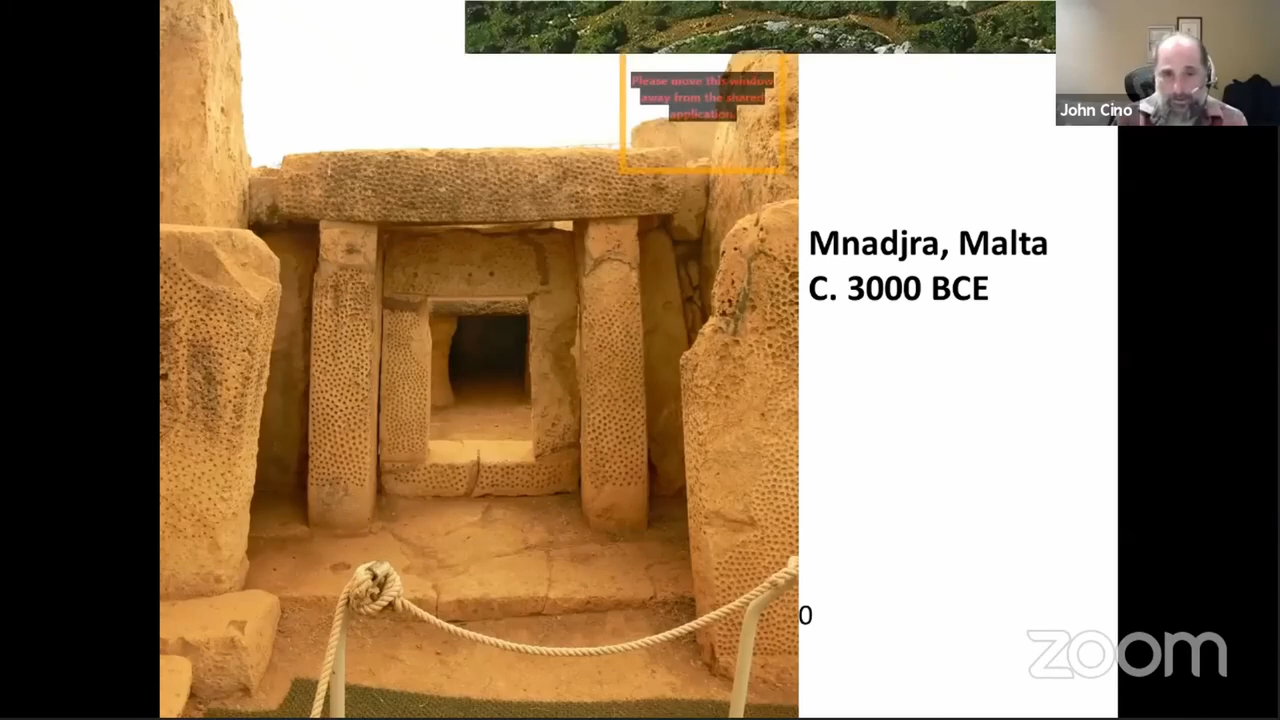 Please move this window
away from the shared
application.
John Cino
Mnadjra, Malta
C. 3000 BCE
0
zoom